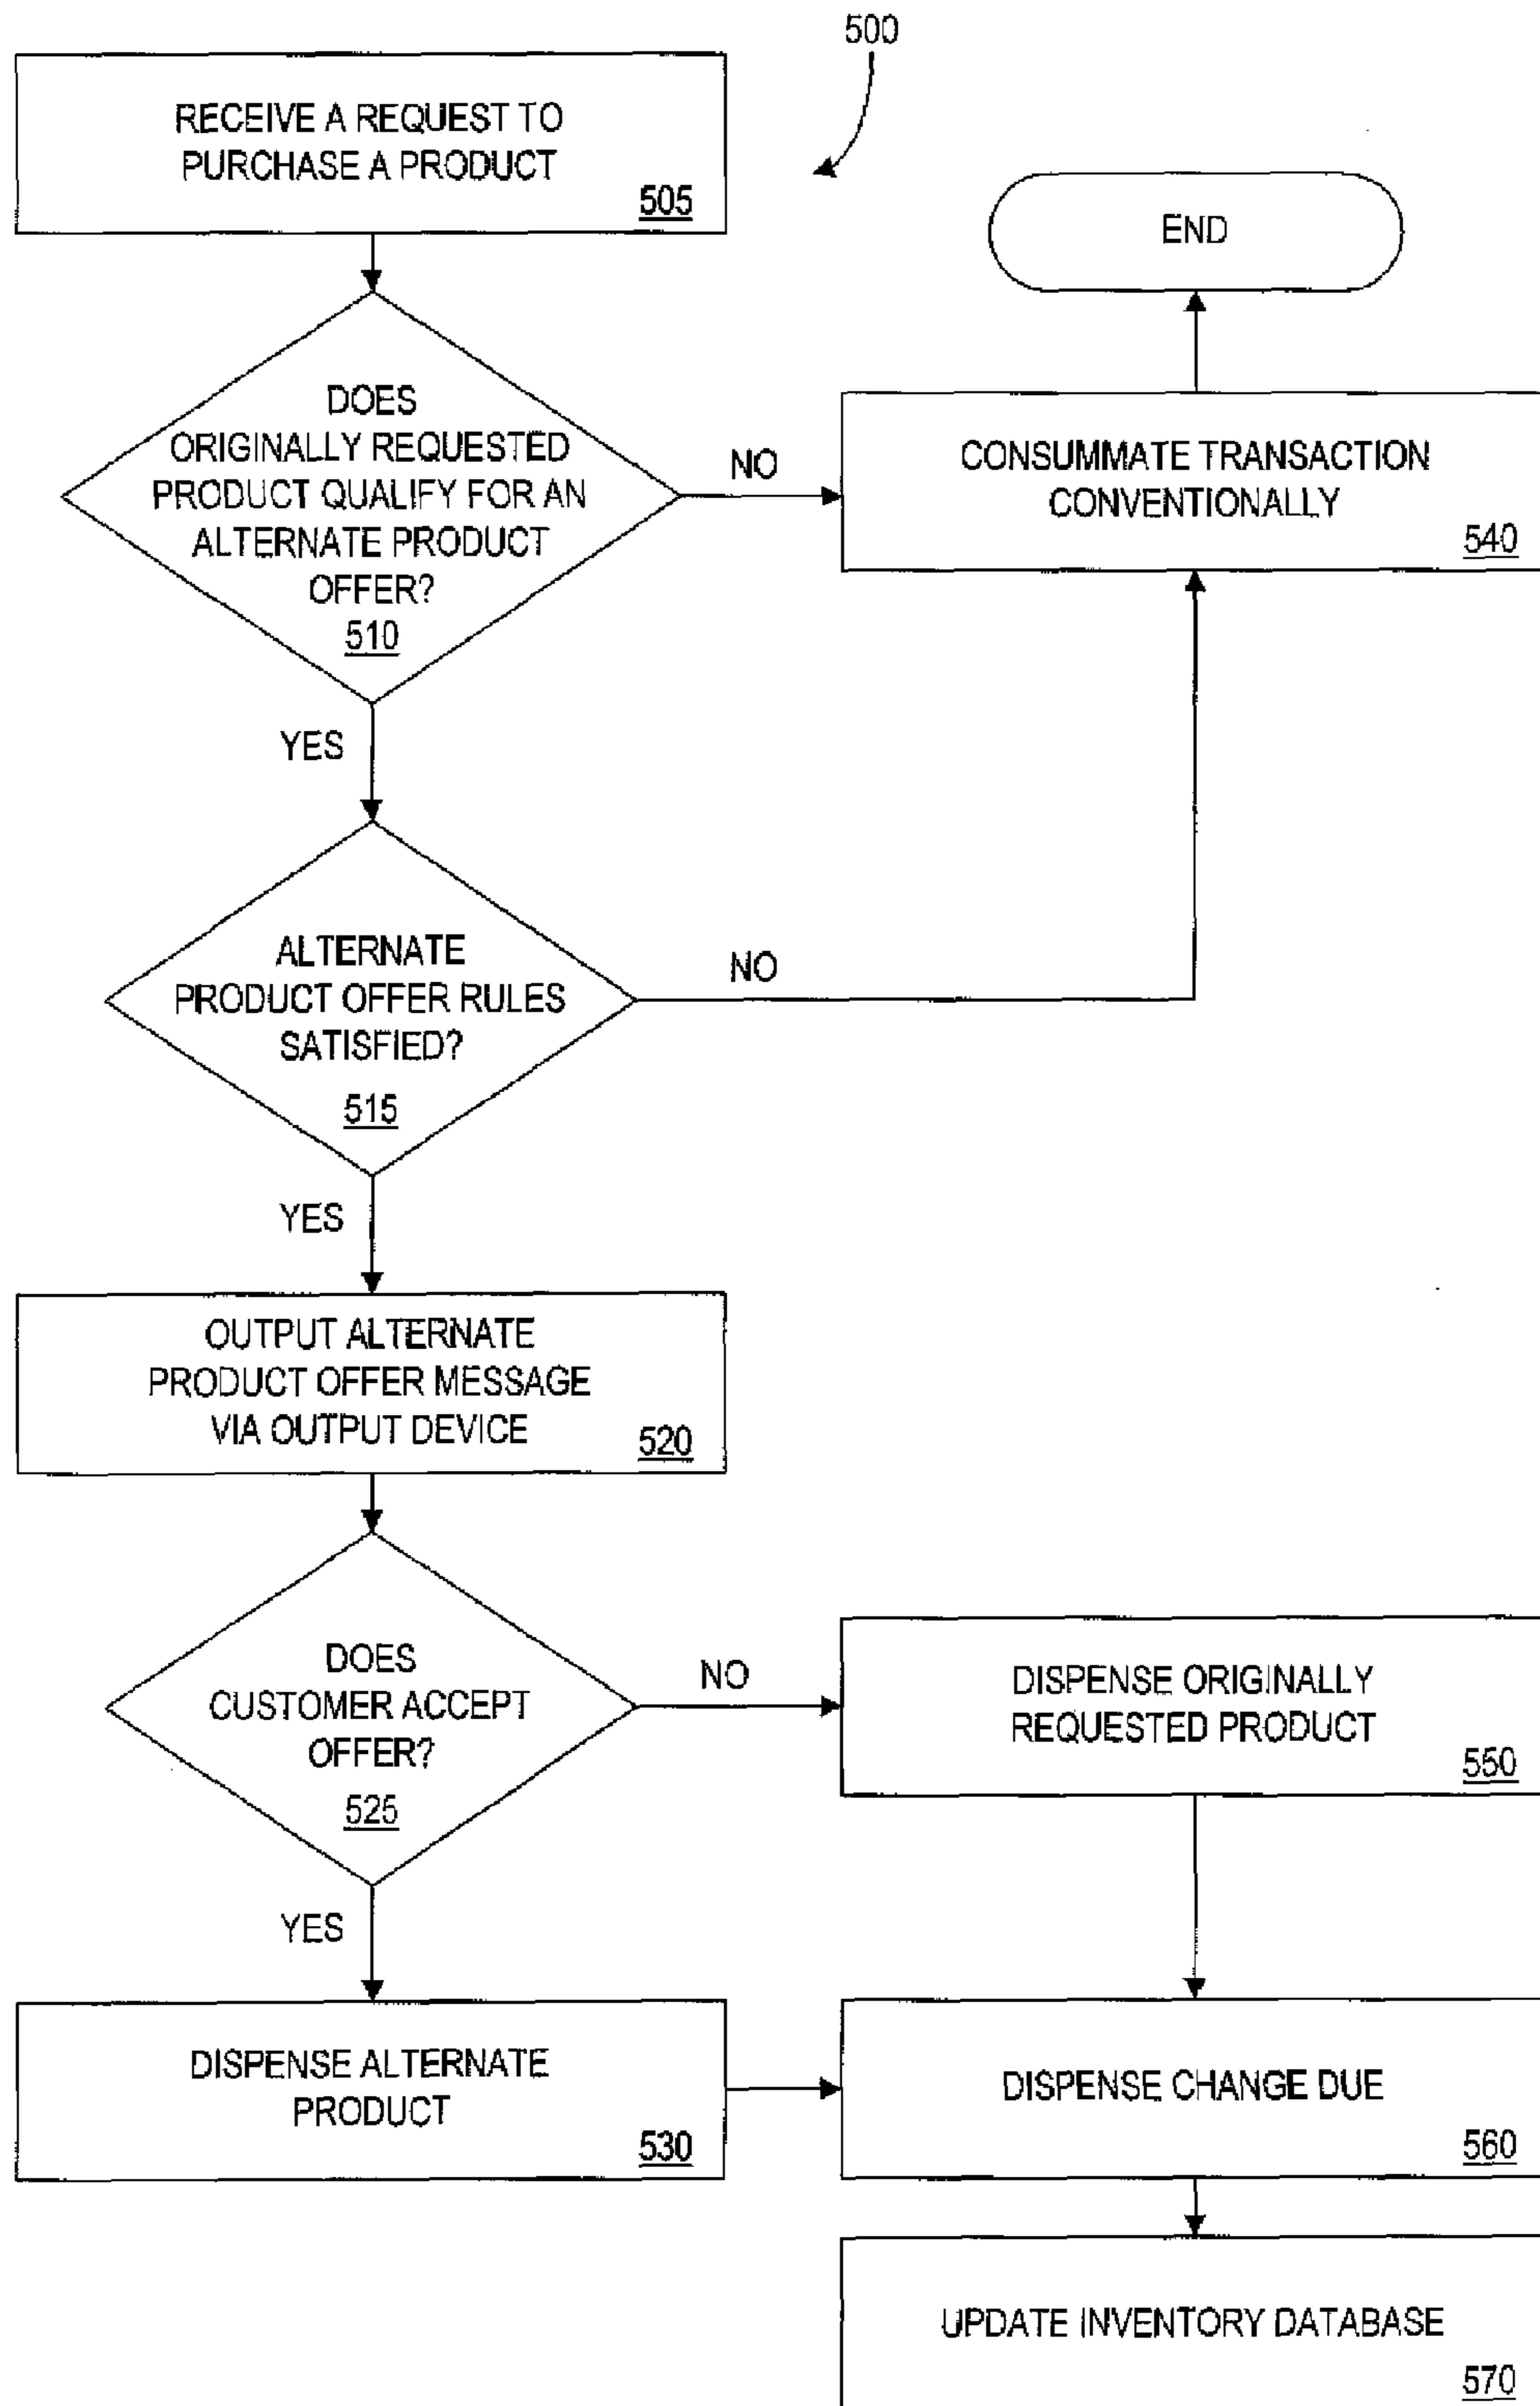 500
RECEIVE A REQUEST TO
PURCHASE A PRODUCT
505
END
DOES
ORIGINALLY REQUESTED
PRODUCT QUALIFY FOR AN
ALTERNATE PRODUCT
OFFER?
510
NO
CONSUMMATE TRANSACTION
CONVENTIONALLY
540
YES
ALTERNATE
PRODUCT OFFER RULES
SATISFIED?
515
NO
YES
OUTPUT ALTERNATE
PRODUCT OFFER MESSAGE
VIA OUTPUT DEVICE
520
DOES
CUSTOMER ACCEPT
OFFER?
525
NO
DISPENSE ORIGINALLY
REQUESTED PRODUCT
550
YES
DISPENSE ALTERNATE
PRODUCT
530
DISPENSE CHANGE DUE
560
UPDATE INVENTORY DATABASE
570